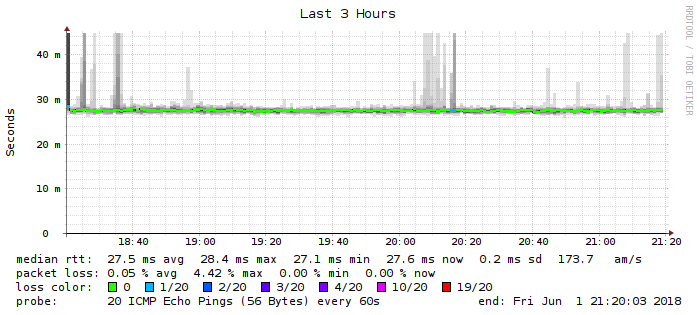 Last 3 Hours
RRDTOOL / TOBI OETIKER
Seconds
40 m
30 m
20 m
10 m
0
18:40 19:00 19:20 19:40 20:00 20:20 20:40 21:00 21:20
median rtt: 27.5 ms avg 28.4 ms max 27.1 ms min 27.6 ms now 0.2 ms sd 173.7 am/s
packet loss: 0.05 % avg 4.42 % max 0.00 % min 0.00 % now
loss color: 0 1/20 2/20 3/20 4/20 10/20 19/20
probe: 20 ICMP Echo Pings (56 Bytes) every 60s end: Fri Jun 1 21:20:03 2018